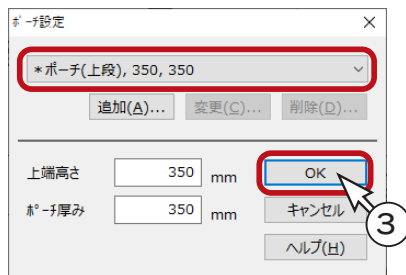 ﾎﾟｰﾁ設定
*ポーチ(上段), 350, 350
追加(A)... 変更(C)... 削除(D)...
上端高さ 350 mm OK
ﾎﾟｰﾁ厚み 350 mm キャンセル
ヘルプ(H)
3